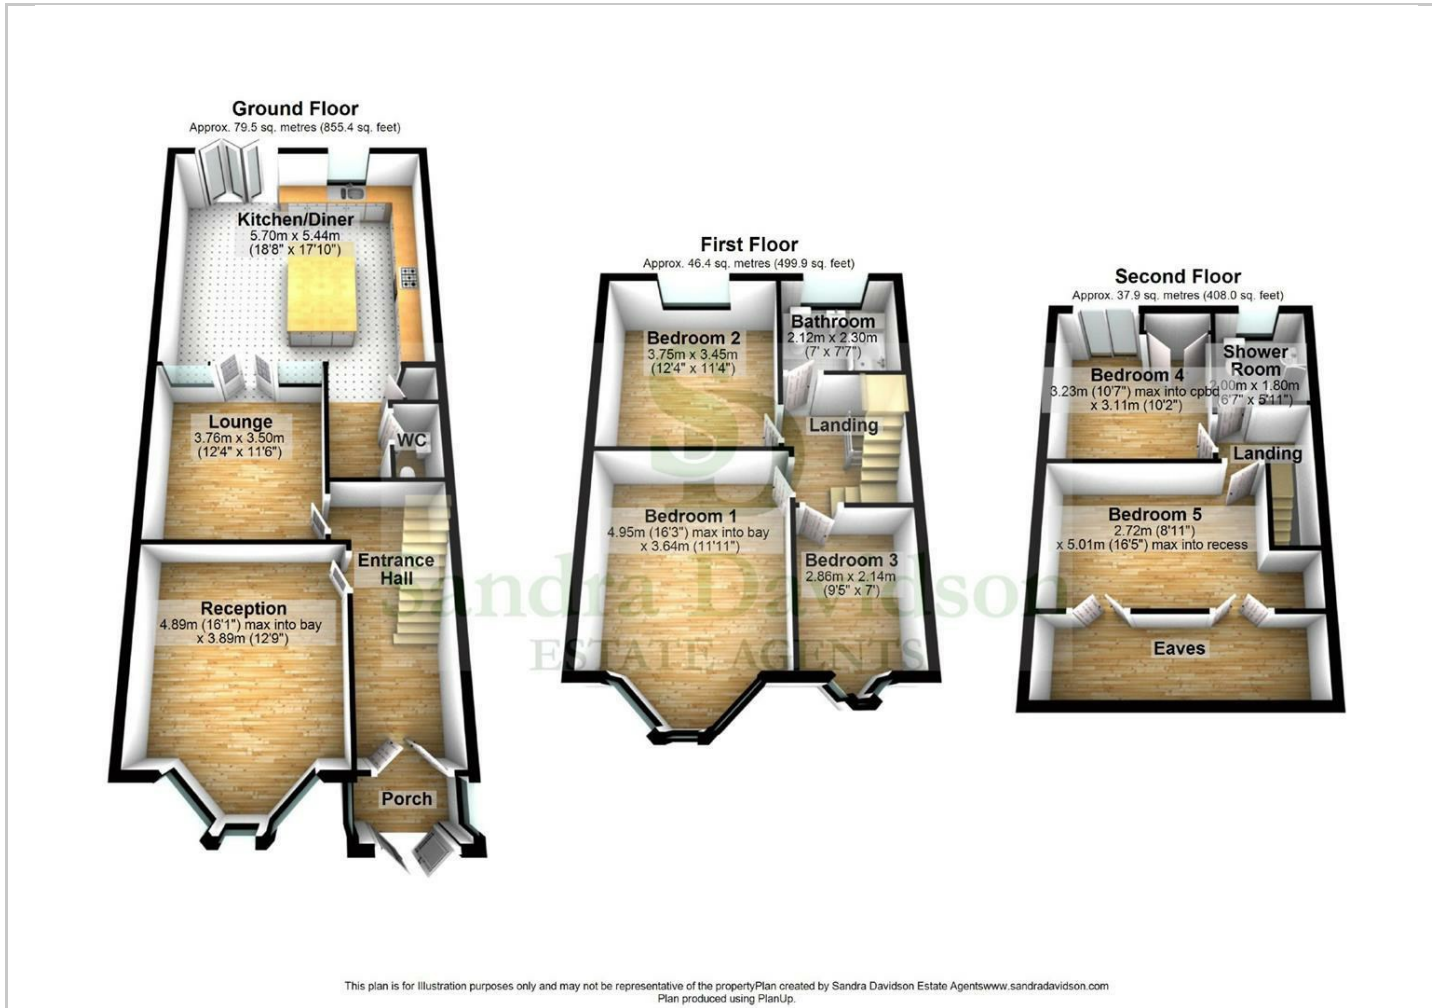 Ground Floor
Approx. 79.5 sq. metres (855.4 sq. feet)
Kitchen/Diner
5.70m x 5.44m
(18'8" x 17'10")
Lounge
3.76m x 3.50m
(12'4" x 11'6")
WC
Entrance
Hall
Reception
4.89m (16'1") max into bay
x 3.89m (12'9")
Porch
First Floor
Approx. 46.4 sq. metres (499.9 sq. feet)
Bedroom 2
3.75m x 3.45m
(12'4" x 11'4")
Bathroom
2.12m x 2.30m
(7' x 7'7")
Landing
Bedroom 1
4.95m (16'3") max into bay
x 3.64m (11'11")
Bedroom 3
2.86m x 2.14m
(9'5" x 7')
Second Floor
Approx. 37.9 sq. metres (408.0 sq. feet)
Bedroom 4
3.23m (10'7") max into cpbd
x 3.11m (10'2")
Shower
Room
2.00m x 1.80m
6'7" x 5'11")
Landing
Bedroom 5
2.72m (8'11")
x 5.01m (16'5") max into recess
Eaves
SD
Sandra Davidson
ESTATE AGENTS
This plan is for Illustration purposes only and may not be representative of the propertyPlan created by Sandra Davidson Estate Agentswww.sandradavidson.com
Plan produced using PlanUp.